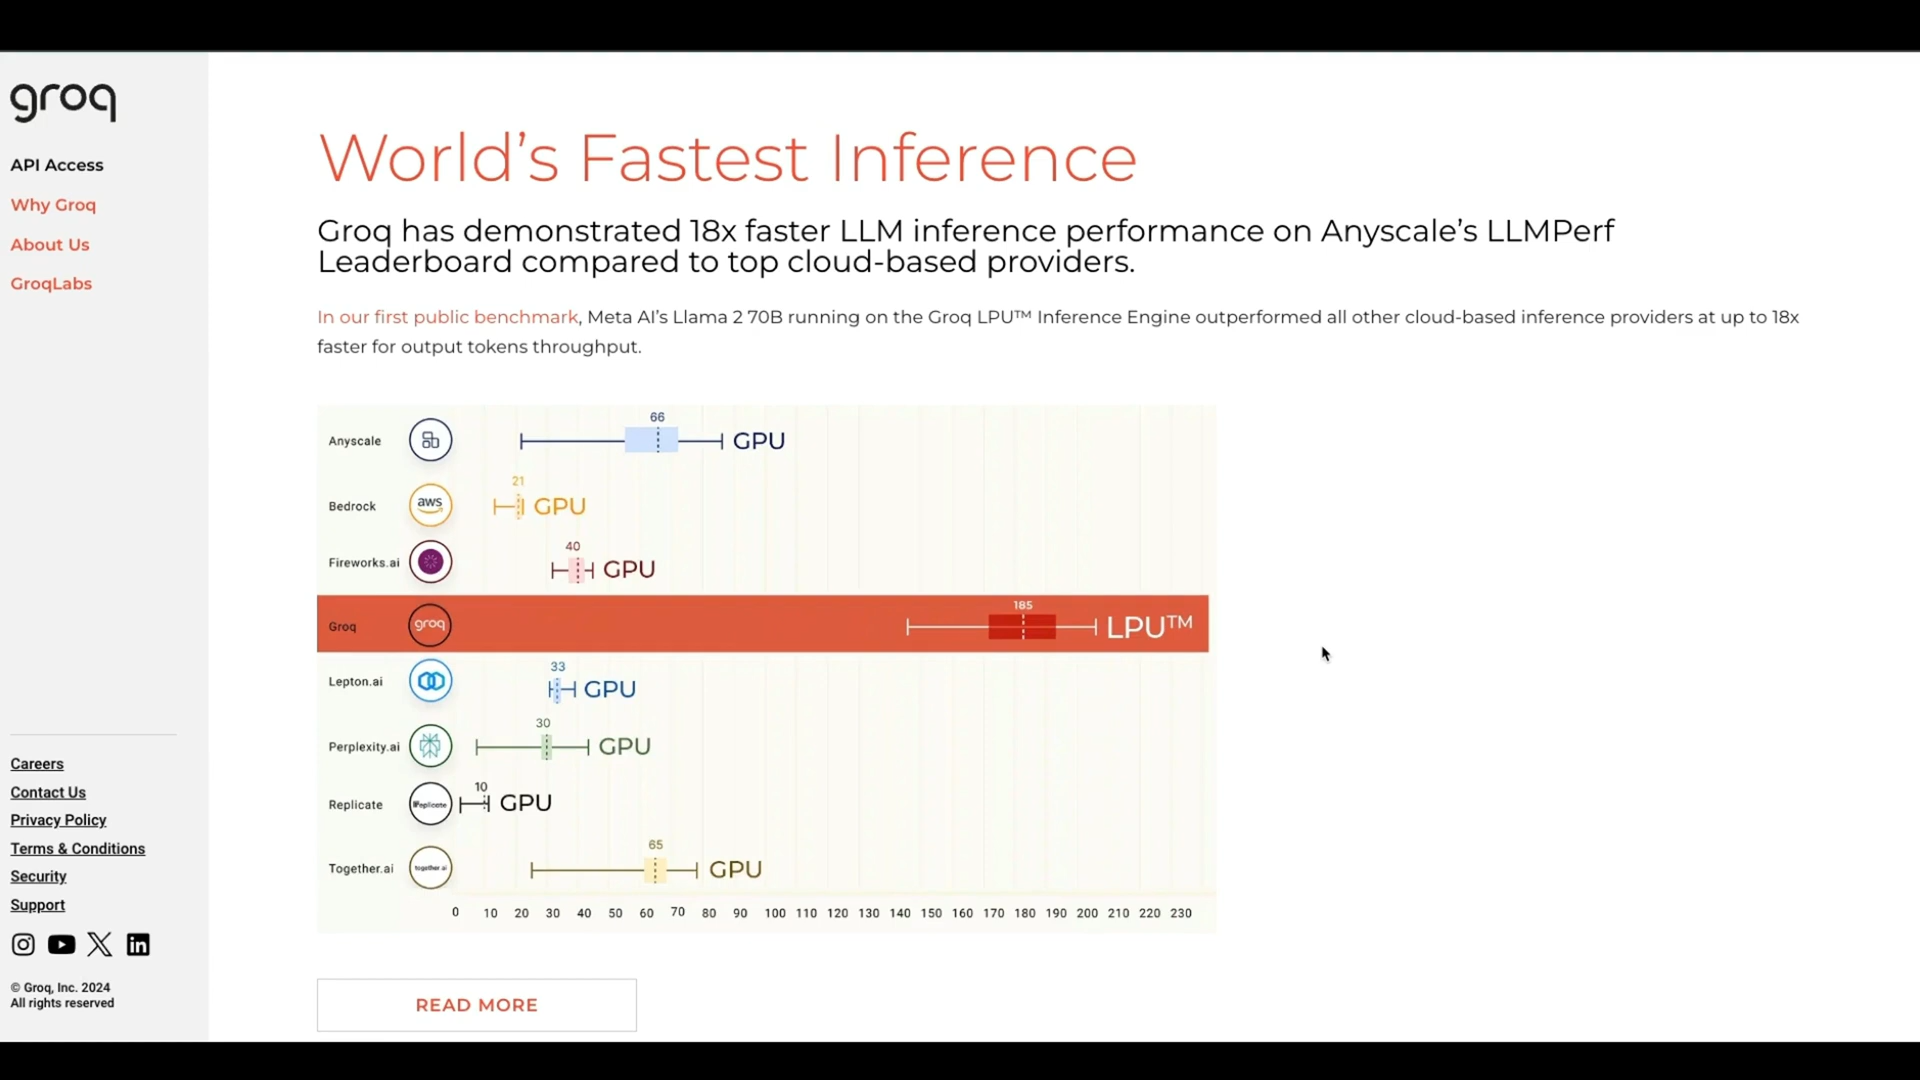 groq
API Access
Why Groq
About Us
GroqLabs
World's Fastest Inference
Groq has demonstrated 18x faster LLM inference performance on Anyscale's LLMPerf
Leaderboard compared to top cloud-based providers.
In our first public benchmark, Meta AI's Llama 2 70B running on the Groq LPU™ Inference Engine outperformed all other cloud-based inference providers at up to 18x
faster for output tokens throughput.
Anyscale 66 GPU
Bedrock aws 21 GPU
Fireworks.ai 40 GPU
Groq groq 185 LPU™
Lepton.ai 33 GPU
Perplexity.ai 30 GPU
Replicate Replicate 10 GPU
Together.ai together.ai 65 GPU
0 10 20 30 40 50 60 70 80 90 100 110 120 130 140 150 160 170 180 190 200 210 220 230
READ MORE
Careers
Contact Us
Privacy Policy
Terms & Conditions
Security
Support
in
© Groq, Inc. 2024
All rights reserved